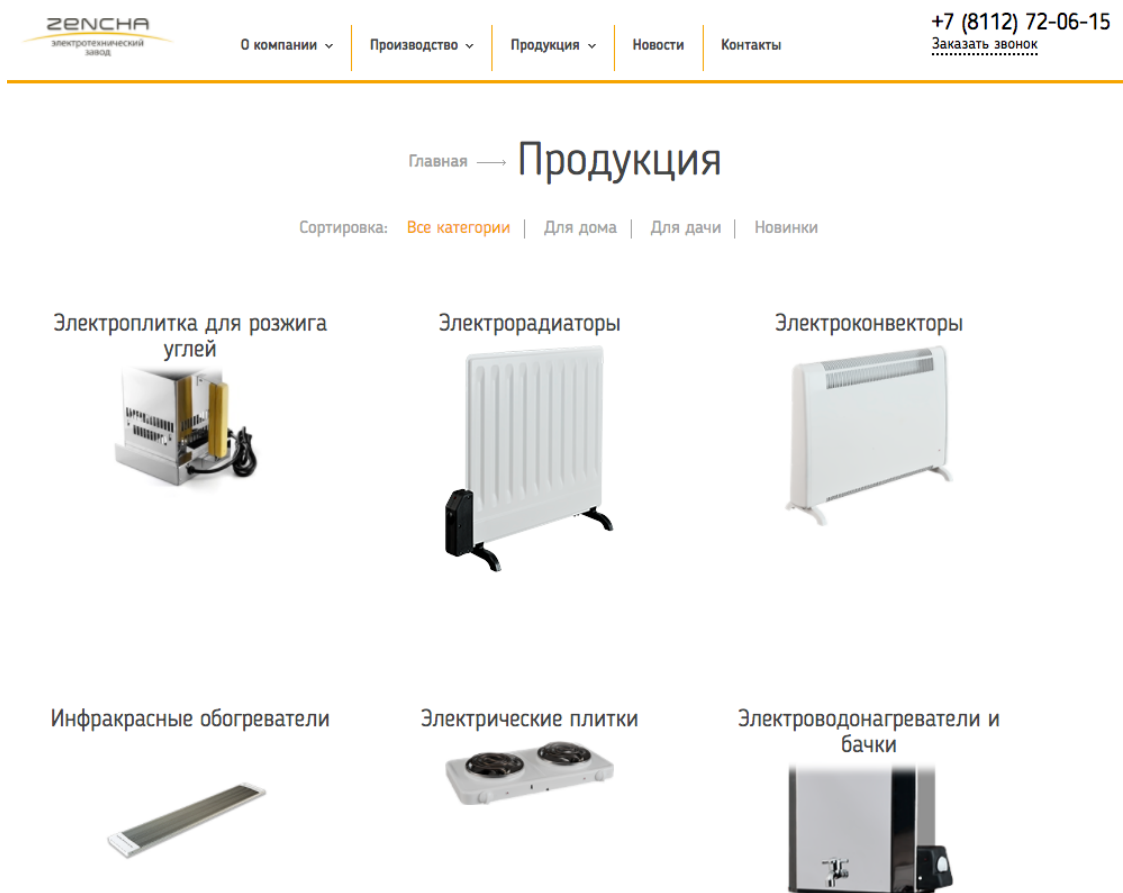 ZENCHA
электротехнический
завод
О компании
Производство
Продукция
Новости
Контакты
+7 (8112) 72-06-15
Заказать звонок
Главная → Продукция
Сортировка: Все категории | Для дома | Для дачи | Новинки
Электроплитка для розжига
углей
Электрорадиаторы
Электроконвекторы
Инфракрасные обогреватели
Электрические плитки
Электроводонагреватели и
бачки